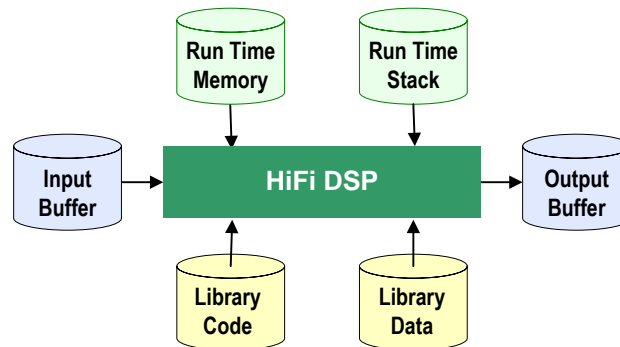 Run Time
Memory
Run Time
Stack
Input
Buffer
HiFi DSP
Output
Buffer
Library
Code
Library
Data